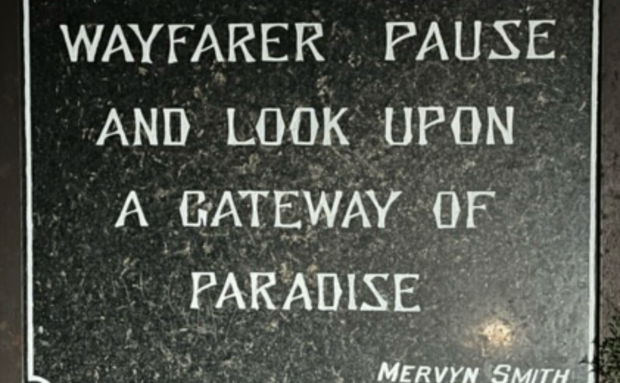 WAYFARER PAUSE
AND LOOK UPON
A GATEWAY OF
PARADISE
MERVYN SMITH